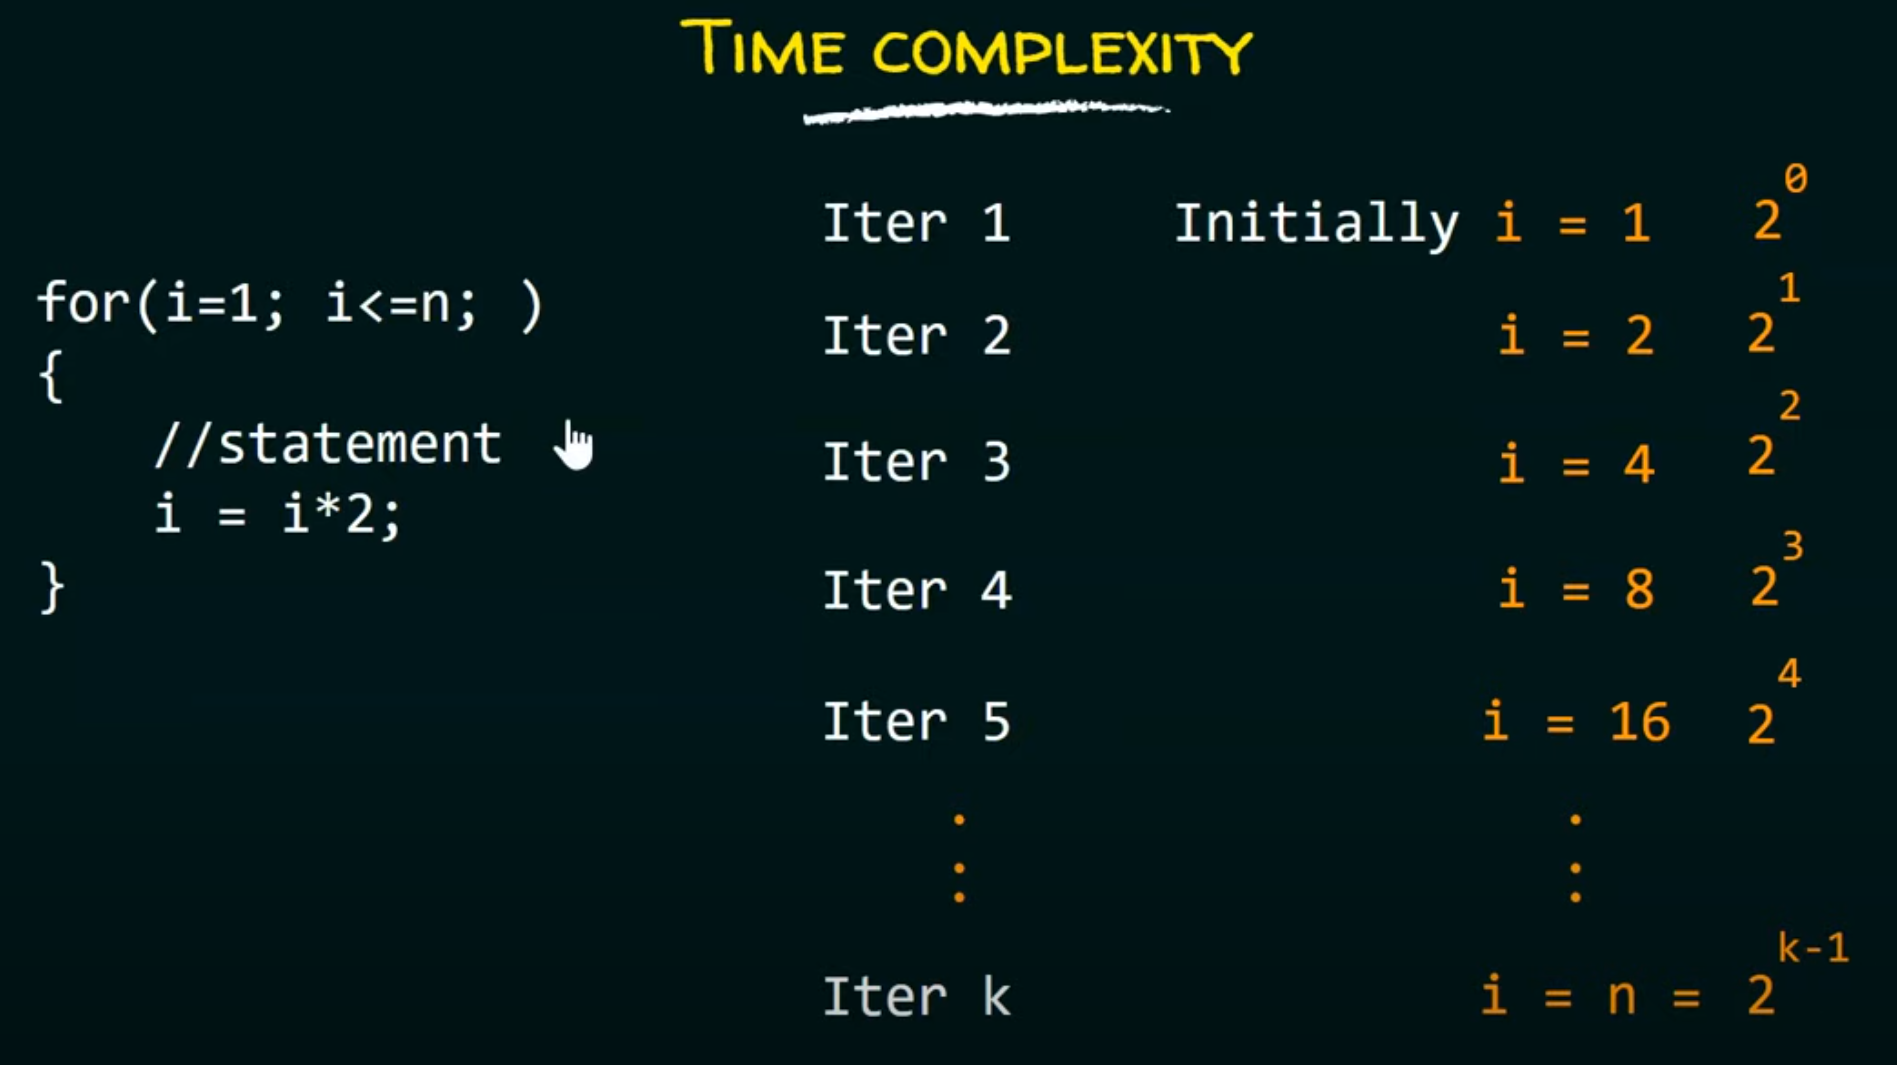 TIME COMPLEXITY
for(i=1; i<=n; )
{
//statement
i = i*2;
}
Iter 1 Initially i = 1 2^0
Iter 2 i = 2 2^1
Iter 3 i = 4 2^2
Iter 4 i = 8 2^3
Iter 5 i = 16 2^4
Iter k i = n = 2^k-1